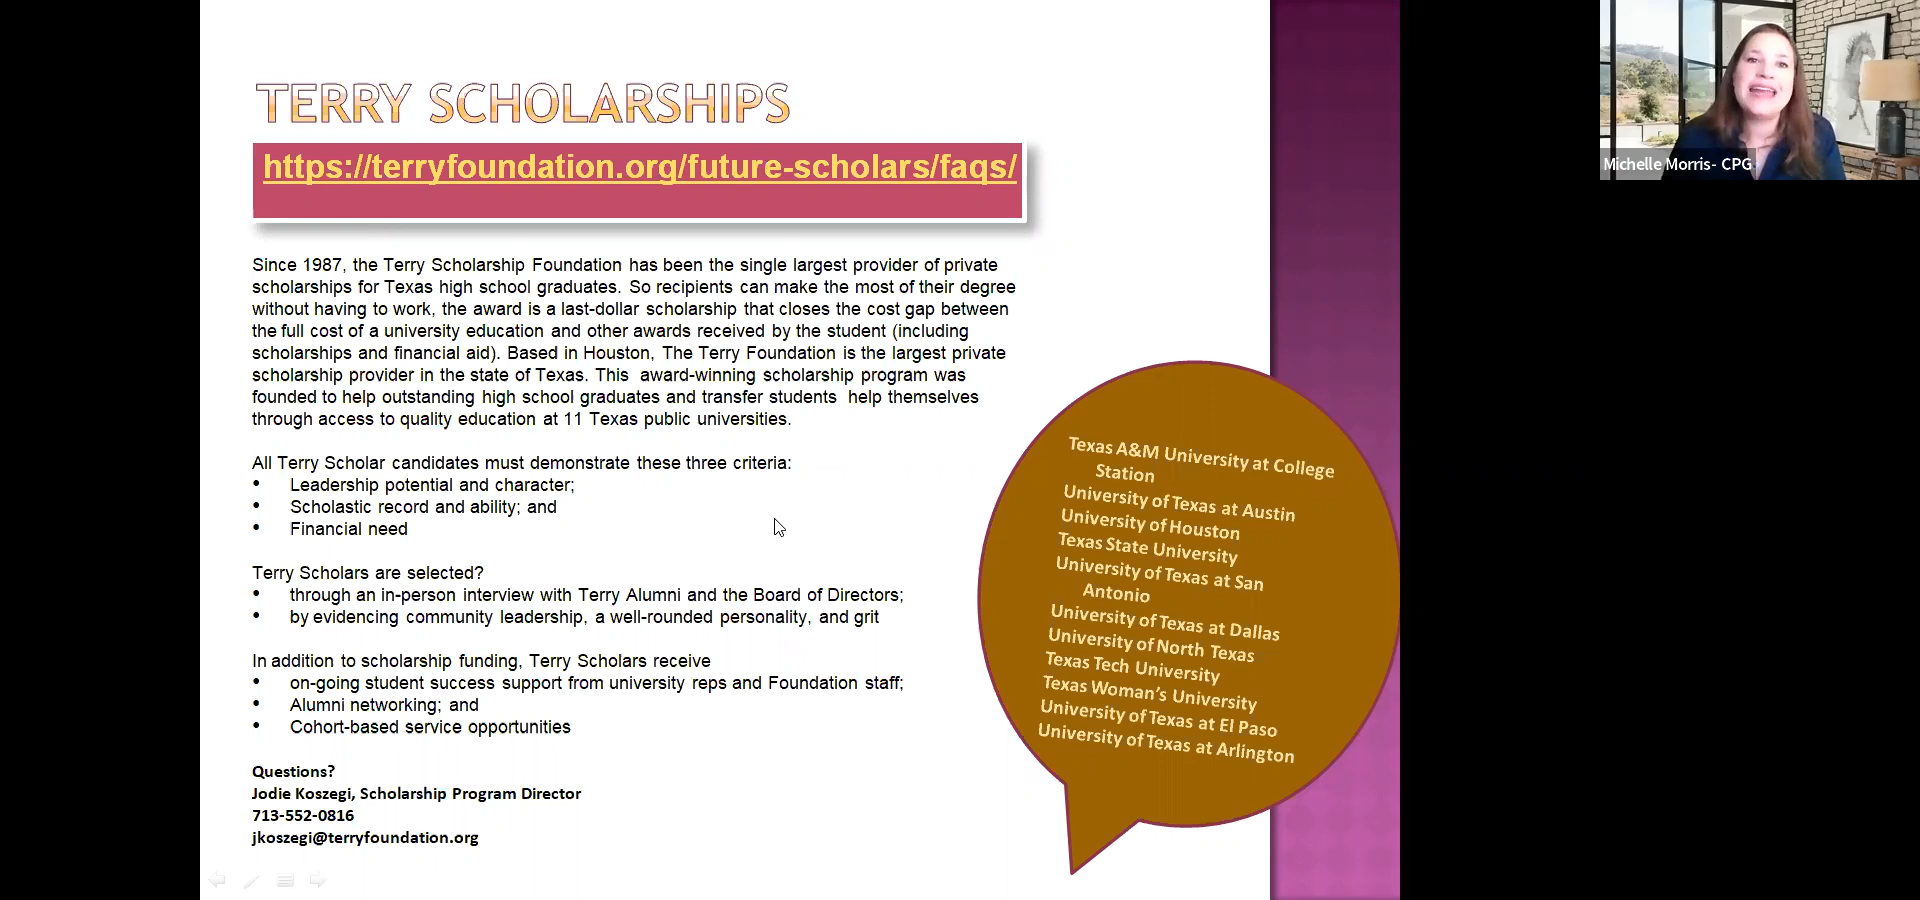 TERRY SCHOLARSHIPS
https://terryfoundation.org/future-scholars/faqs/
Since 1987, the Terry Scholarship Foundation has been the single largest provider of private
scholarships for Texas high school graduates. So recipients can make the most of their degree
without having to work, the award is a last-dollar scholarship that closes the cost gap between
the full cost of a university education and other awards received by the student (including
scholarships and financial aid). Based in Houston, The Terry Foundation is the largest private
scholarship provider in the state of Texas. This award-winning scholarship program was
founded to help outstanding high school graduates and transfer students help themselves
through access to quality education at 11 Texas public universities.
All Terry Scholar candidates must demonstrate these three criteria:
• Leadership potential and character;
• Scholastic record and ability; and
• Financial need
Terry Scholars are selected?
• through an in-person interview with Terry Alumni and the Board of Directors;
• by evidencing community leadership, a well-rounded personality, and grit
In addition to scholarship funding, Terry Scholars receive
• on-going student success support from university reps and Foundation staff;
• Alumni networking; and
• Cohort-based service opportunities
Questions?
Jodie Koszegi, Scholarship Program Director
713-552-0816
jkoszegi@terryfoundation.org
Texas A&M University at College
Station
University of Texas at Austin
University of Houston
Texas State University
University of Texas at San
Antonio
University of Texas at Dallas
University of North Texas
Texas Tech University
Texas Woman's University
University of Texas at El Paso
University of Texas at Arlington
Michelle Morris- CPG